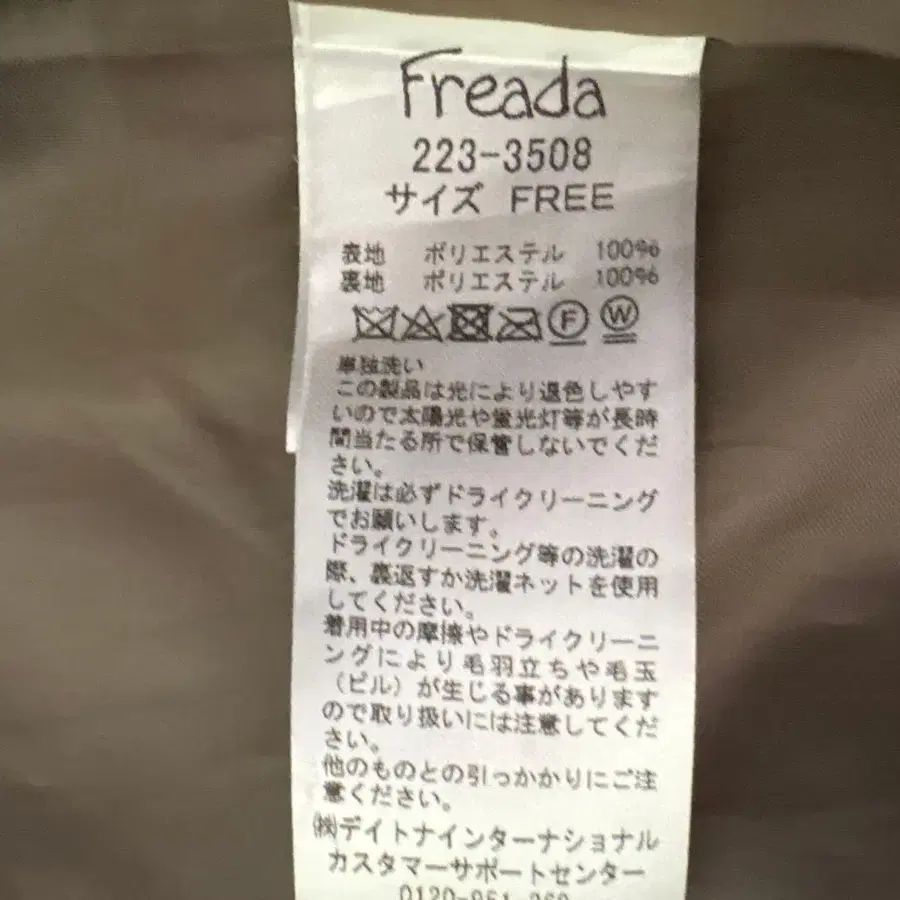 Freada
223-3508
サイズ FREE
表地 ポリエステル 100%
裏地 ポリエステル 100%
F W
単独洗い
この製品は光により退色しやす
いので太陽光や蛍光灯等が長時
間当たる所で保管しないでくだ
さい。
洗濯は必ずドライクリーニング
でお願いします。
ドライクリーニング等の洗濯の
際、裏返すか洗濯ネットを使用
してください。
着用中の摩擦やドライクリーニ
ングにより毛羽立ちや毛玉
（ピル）が生じる事があります
ので取り扱いには注意してくだ
さい。
他のものとの引っかかりにご注
意ください。
㈱デイトナインターナショナル
カスタマーサポートセンター